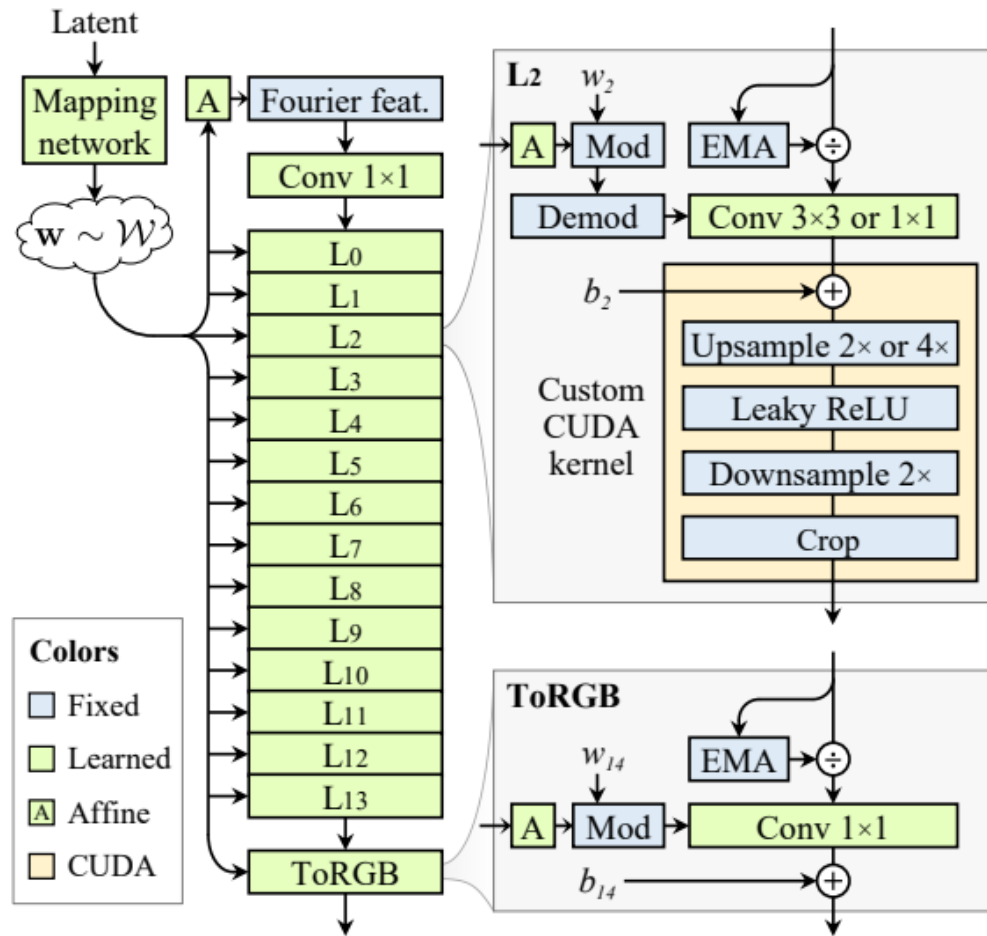 Latent
Mapping
network
w ~ W
A
Fourier feat.
Conv 1×1
L0
L1
L2
L3
L4
L5
L6
L7
L8
L9
L10
L11
L12
L13
ToRGB
Colors
Fixed
Learned
A Affine
CUDA
L2
w2
A
Mod
EMA
÷
Demod
Conv 3×3 or 1×1
b2
+
Upsample 2× or 4×
Leaky ReLU
Downsample 2×
Crop
Custom
CUDA
kernel
ToRGB
w14
EMA
÷
A
Mod
Conv 1×1
b14
+